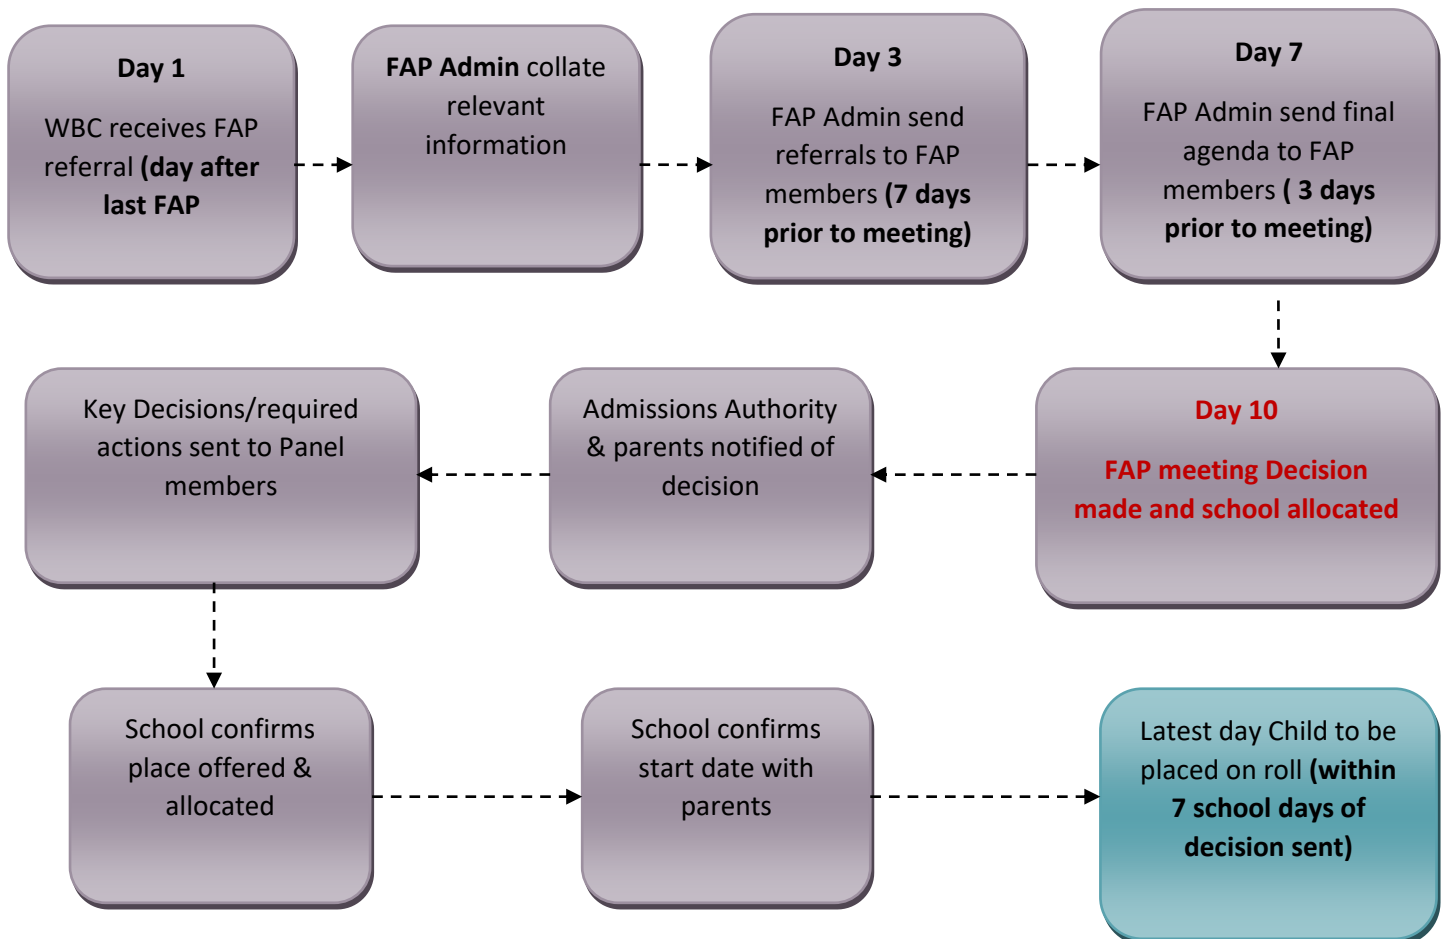 Day 1
WBC receives FAP
referral (day after
last FAP
FAP Admin collate
relevant
information
Day 3
FAP Admin send
referrals to FAP
members (7 days
prior to meeting)
Day 7
FAP Admin send final
agenda to FAP
members ( 3 days
prior to meeting)
Day 10
FAP meeting Decision
made and school allocated
Admissions Authority
& parents notified of
decision
Key Decisions/required
actions sent to Panel
members
School confirms
place offered &
allocated
School confirms
start date with
parents
Latest day Child to be
placed on roll (within
7 school days of
decision sent)